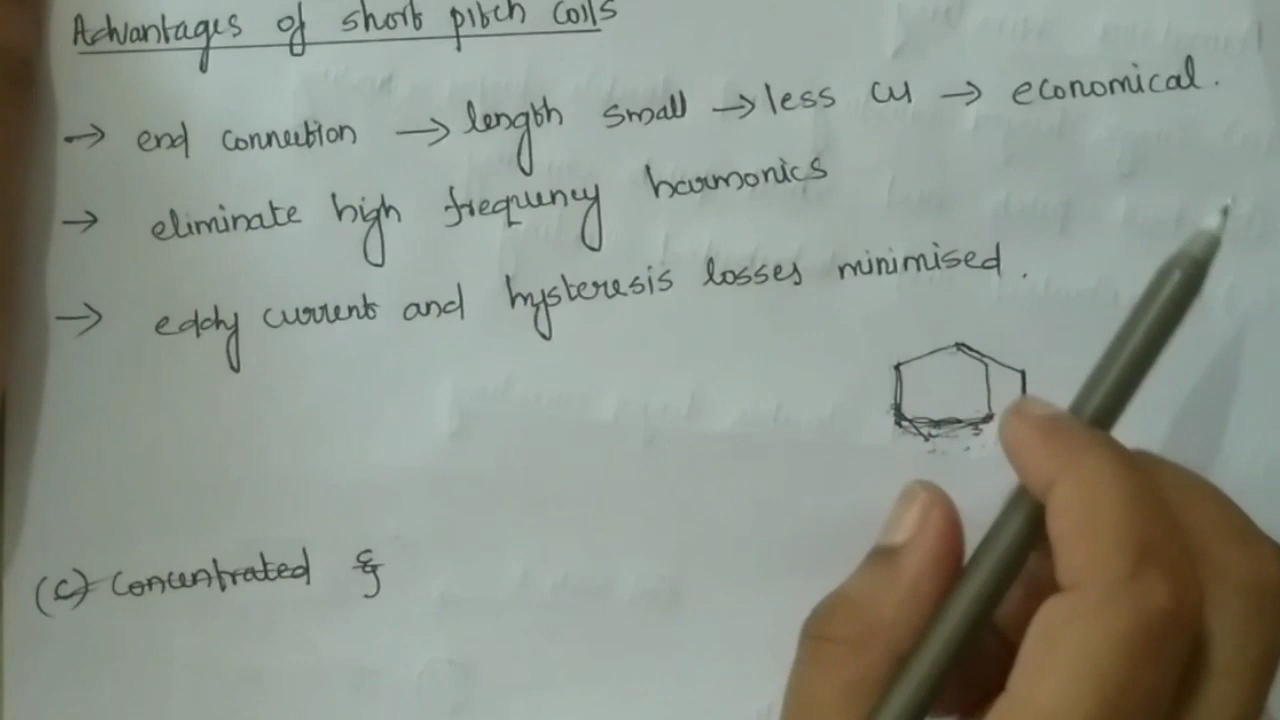 Advantages of short pitch coils
→ end connection → length small → less cu → economical.
→ eliminate high frequency harmonics
→ eddy current and hysteresis losses minimised.
(c) Concentrated &